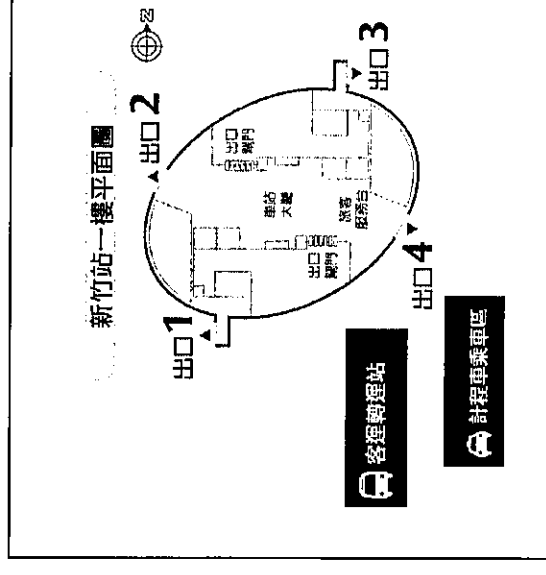 新竹站一樓平面圖
Z
出口1
出口2
出口
閘門
車站
大廳
出口
閘門
旅客
服務台
出口3
出口4
客運轉運站
計程車乘車區